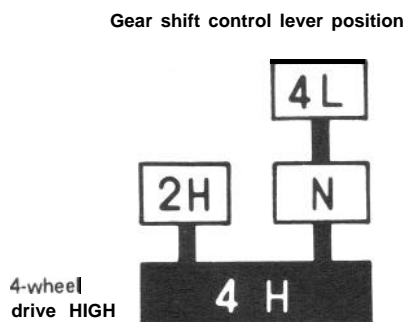 Gear shift control lever position
4L
2H N
4-wheel
drive HIGH
4 H